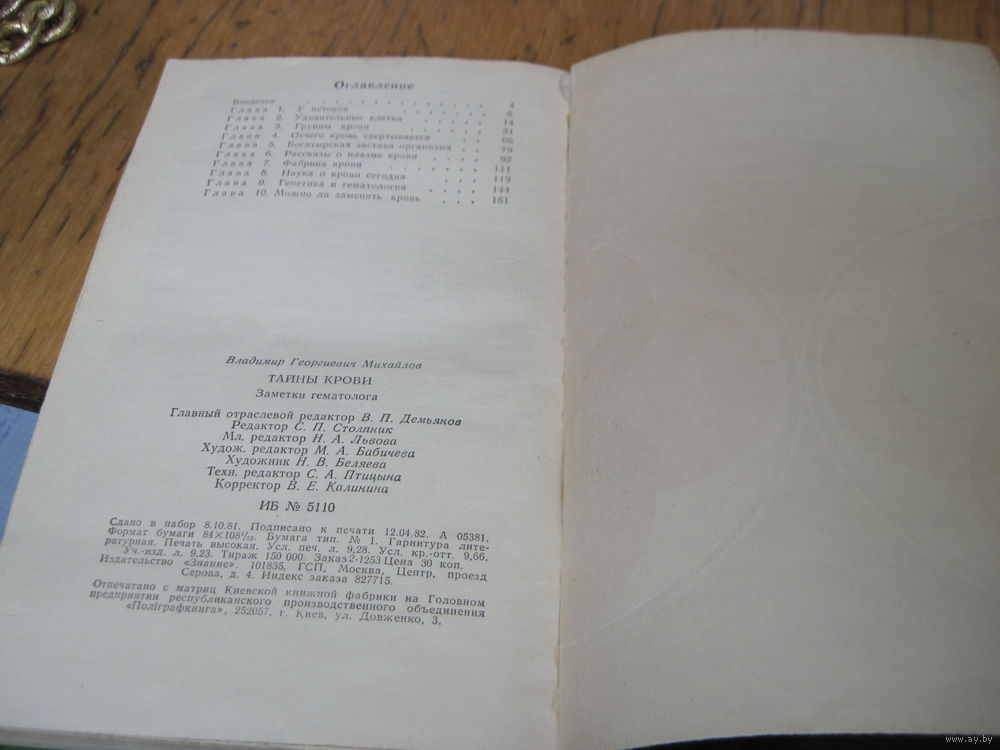 Оглавление
Введение . . . . . . . . . . . . . 4
Глава 1. У истоков . . . . . . . 5
Глава 2. Удивительные клетки . . . . 14
Глава 3. Группы крови . . . . . . 31
Глава 4. Отчего кровь свертывается . . 66
Глава 5. Богатырская застава организма . . 79
Глава 6. Рассказы о плазме крови . . . . 92
Глава 7. Фабрика крови . . . . . . 111
Глава 8. Наука о крови сегодня . . . 119
Глава 9. Генетика и гематология . . . . 144
Глава 10. Можно ли заменить кровь . . . 161
Владимир Георгиевич Михайлов
ТАЙНЫ КРОВИ
Заметки гематолога
Главный отраслевой редактор В. П. Демьянов
Редактор С. П. Столпник
Мл. редактор Н. А. Львова
Худож. редактор М. А. Бабичева
Художник Н. В. Беляева
Техн. редактор С. А. Птицына
Корректор В. Е. Калинина
ИБ № 5110
Сдано в набор 8.10.81. Подписано к печати 12.04.82. А 05381.
Формат бумаги 84×108¹/₃₂. Бумага тип. № 1. Гарнитура лите-
ратурная. Печать высокая. Усл. печ. л. 9,28. Усл. кр.-отт. 9,66.
Уч.-изд. л. 9,23. Тираж 150 000. Заказ 2-1253 Цена 30 коп.
Издательство «Знание». 101835, ГСП, Москва, Центр, проезд
Серова, д. 4. Индекс заказа 827715.
Отпечатано с матриц Киевской книжной фабрики на Головном
предприятии республиканского производственного объединения
«Поліграфкнига», 252057, г. Киев, ул. Довженко, 3.
www.ay.by